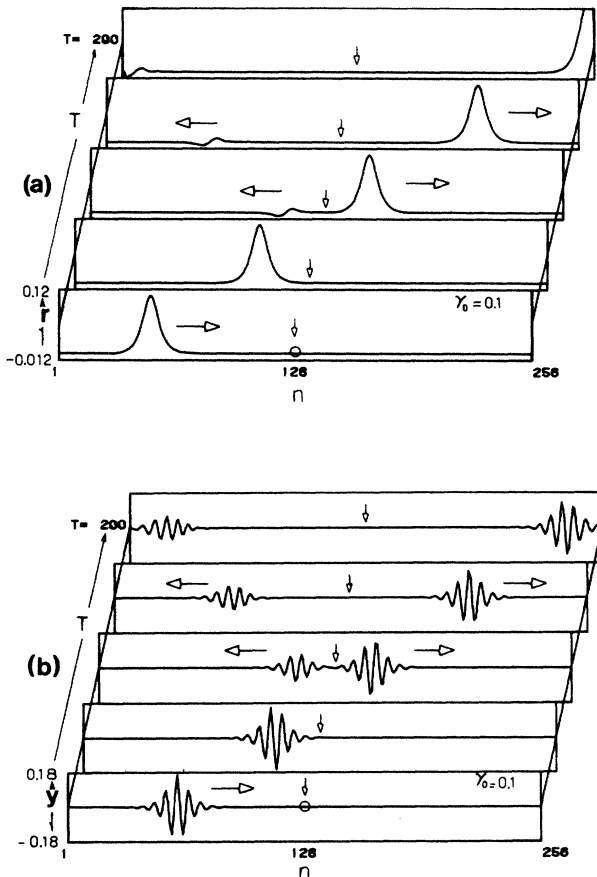 T= 200
T
(a)
0.12
r
-0.012
γ₀ = 0.1
1
126
256
n
T= 200
T
(b)
0.18
y
-0.18
γ₀=0.1
1
126
256
n